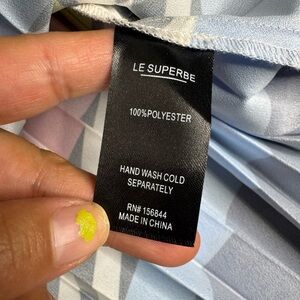 LE SUPERBE
100%POLYESTER
HAND WASH COLD
SEPARATELY
RN# 156844
MADE IN CHINA